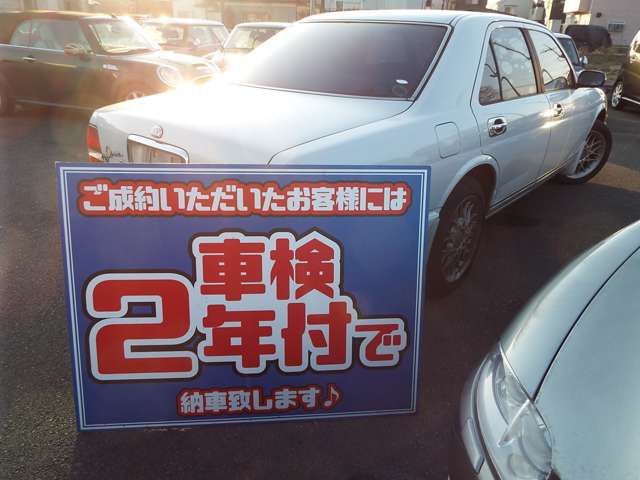 ご成約いただいたお客様には
車検
2年付で
納車致します♪